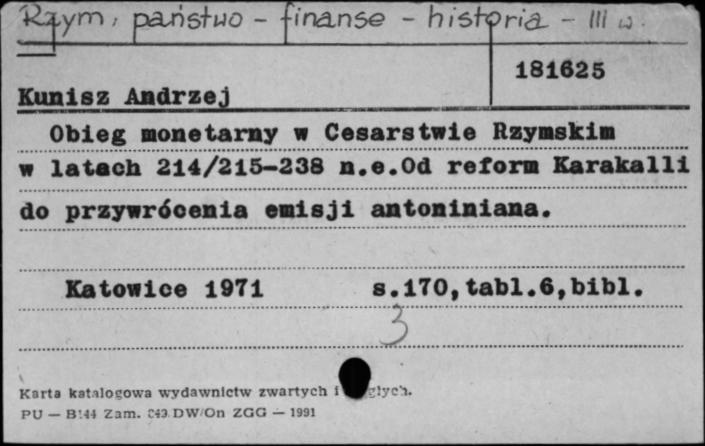 Rzym, państwo - finanse - historia - III w.
181625
Kunisz Andrzej
Obieg monetarny w Cesarstwie Rzymskim
w latach 214/215-238 n.e.Od reform Karakalli
do przywrócenia emisji antoniniana.
Katowice 1971 s.170,tabl.6,bibl.
3
Karta katalogowa wydawnictw zwartych i
PU — B144 Zam. DW/On ZGG — 1991